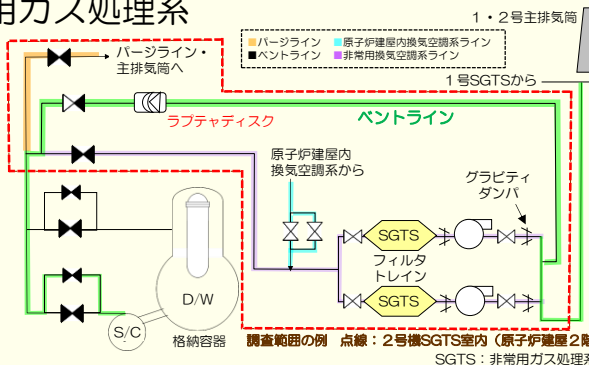 用ガス処理系
1・2号主排気筒
パージライン・
主排気筒へ
パージライン 原子炉建屋内換気空調系ライン
ベントライン 非常用換気空調系ライン
1号SGTSから
ラプチャディスク
ベントライン
原子炉建屋内
換気空調系から
グラビティ
ダンパ
SGTS
フィルタ
トレイン
D/W
SGTS
S/C
格納容器
調査範囲の例 点線：2号機SGTS室内（原子炉建屋2階
SGTS：非常用ガス処理系